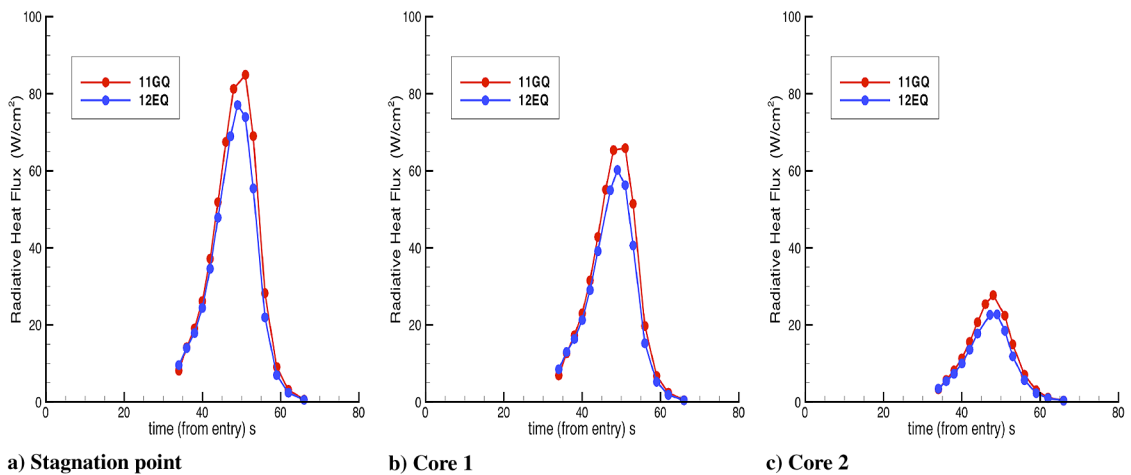 100
80
60
40
20
0
Radiative Heat Flux (W/cm²)
11GQ
12EQ
0 20 40 60 80
time (from entry) s
a) Stagnation point
100
80
60
40
20
0
Radiative Heat Flux (W/cm²)
11GQ
12EQ
0 20 40 60 80
time (from entry) s
b) Core 1
100
80
60
40
20
0
Radiative Heat Flux (W/cm²)
11GQ
12EQ
0 20 40 60 80
time (from entry) s
c) Core 2